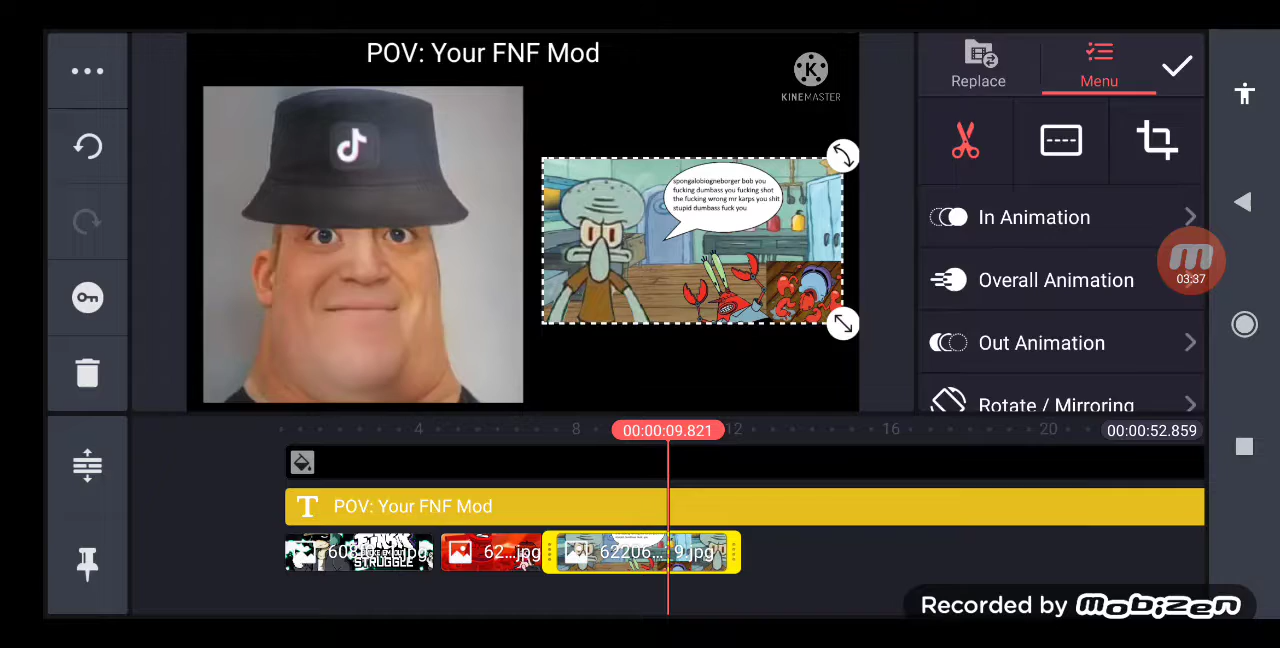 POV: Your FNF Mod
KINEMASTER
spongalobiogneborger bob you
fucking dumbass you fucking shot
the fucking wrong mr karps you shit
stupid dumbass fuck you
Replace
Menu
In Animation
Overall Animation
03:37
Out Animation
Rotate / Mirroring
4
8
00:00:09.821
12
16
20
00:00:52.859
T POV: Your FNF Mod
STRUGGLE
62...jpg
62206...9.jpg
Recorded by mobizen